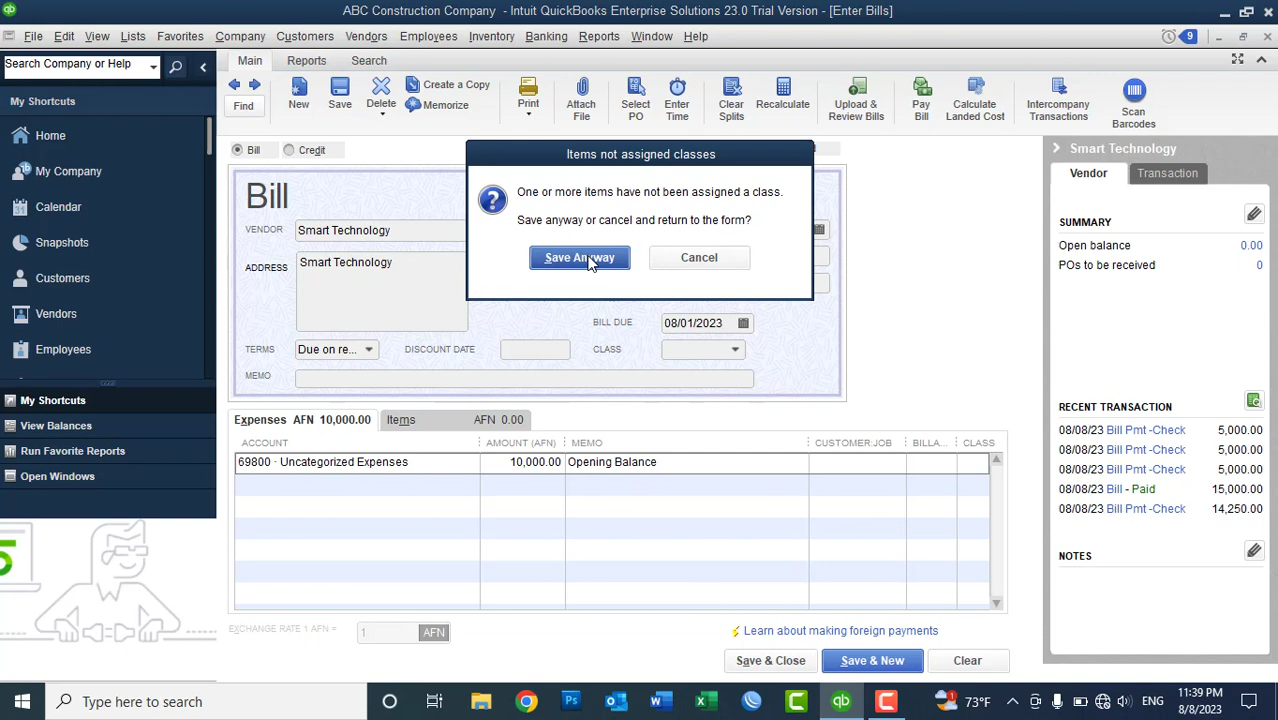 ABC Construction Company - Intuit QuickBooks Enterprise Solutions 23.0 Trial Version - [Enter Bills]
File Edit View Lists Favorites Company Customers Vendors Employees Inventory Banking Reports Window Help 9
Search Company or Help
Main Reports Search
My Shortcuts
Home
My Company
Calendar
Snapshots
Customers
Vendors
Employees
My Shortcuts
View Balances
Run Favorite Reports
Open Windows
Find
New
Save
Delete
Create a Copy
Memorize
Print
Attach
File
Select
PO
Enter
Time
Clear
Splits
Recalculate
Upload &
Review Bills
Pay
Bill
Calculate
Landed Cost
Intercompany
Transactions
Scan
Barcodes
Bill Credit
Items not assigned classes
One or more items have not been assigned a class.
Save anyway or cancel and return to the form?
Save Anyway Cancel
Bill
VENDOR Smart Technology
ADDRESS Smart Technology
BILL DUE 08/01/2023
TERMS Due on re... DISCOUNT DATE CLASS
MEMO
Expenses AFN 10,000.00 Items AFN 0.00
ACCOUNT AMOUNT (AFN) MEMO CUSTOMER:JOB BILLA... CLASS
69800 · Uncategorized Expenses 10,000.00 Opening Balance
EXCHANGE RATE 1 AFN = 1 AFN
Learn about making foreign payments
Save & Close Save & New Clear
Smart Technology
Vendor Transaction
SUMMARY
Open balance 0.00
POs to be received 0
RECENT TRANSACTION
08/08/23 Bill Pmt -Check 5,000.00
08/08/23 Bill Pmt -Check 5,000.00
08/08/23 Bill Pmt -Check 5,000.00
08/08/23 Bill - Paid 15,000.00
08/08/23 Bill Pmt -Check 14,250.00
NOTES
Type here to search
73°F ENG
11:39 PM
8/8/2023